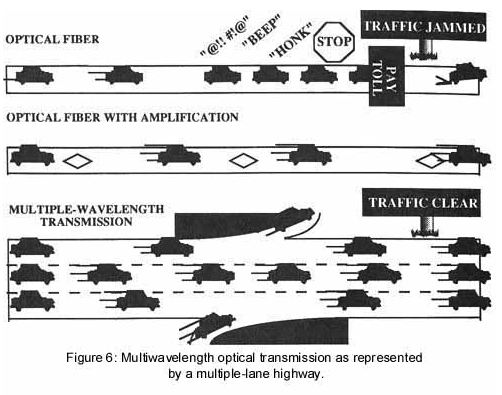 TRAFFIC JAMMED
OPTICAL FIBER
"@!! #!@"
"BEEP"
"HONK"
STOP
PAY
TOLL
OPTICAL FIBER WITH AMPLIFICATION
MULTIPLE-WAVELENGTH
TRANSMISSION
TRAFFIC CLEAR
Figure 6: Multiwavelength optical transmission as represented
by a multiple-lane highway.